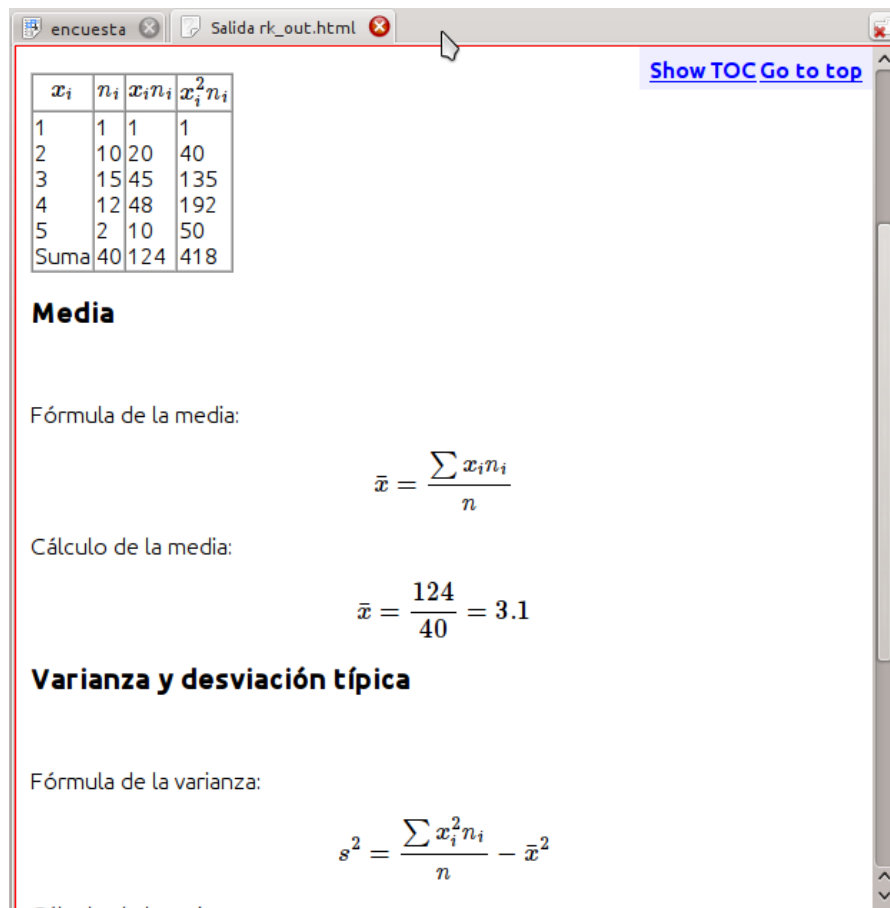 encuesta Salida rk_out.html
Show TOC Go to top
xᵢ nᵢ xᵢnᵢ xᵢ²nᵢ
1 1 1 1
2 10 20 40
3 15 45 135
4 12 48 192
5 2 10 50
Suma 40 124 418
Media
Fórmula de la media:
x̄ = ∑ xᵢnᵢ / n
Cálculo de la media:
x̄ = 124 / 40 = 3.1
Varianza y desviación típica
Fórmula de la varianza:
s² = ∑ xᵢ²nᵢ / n − x̄²